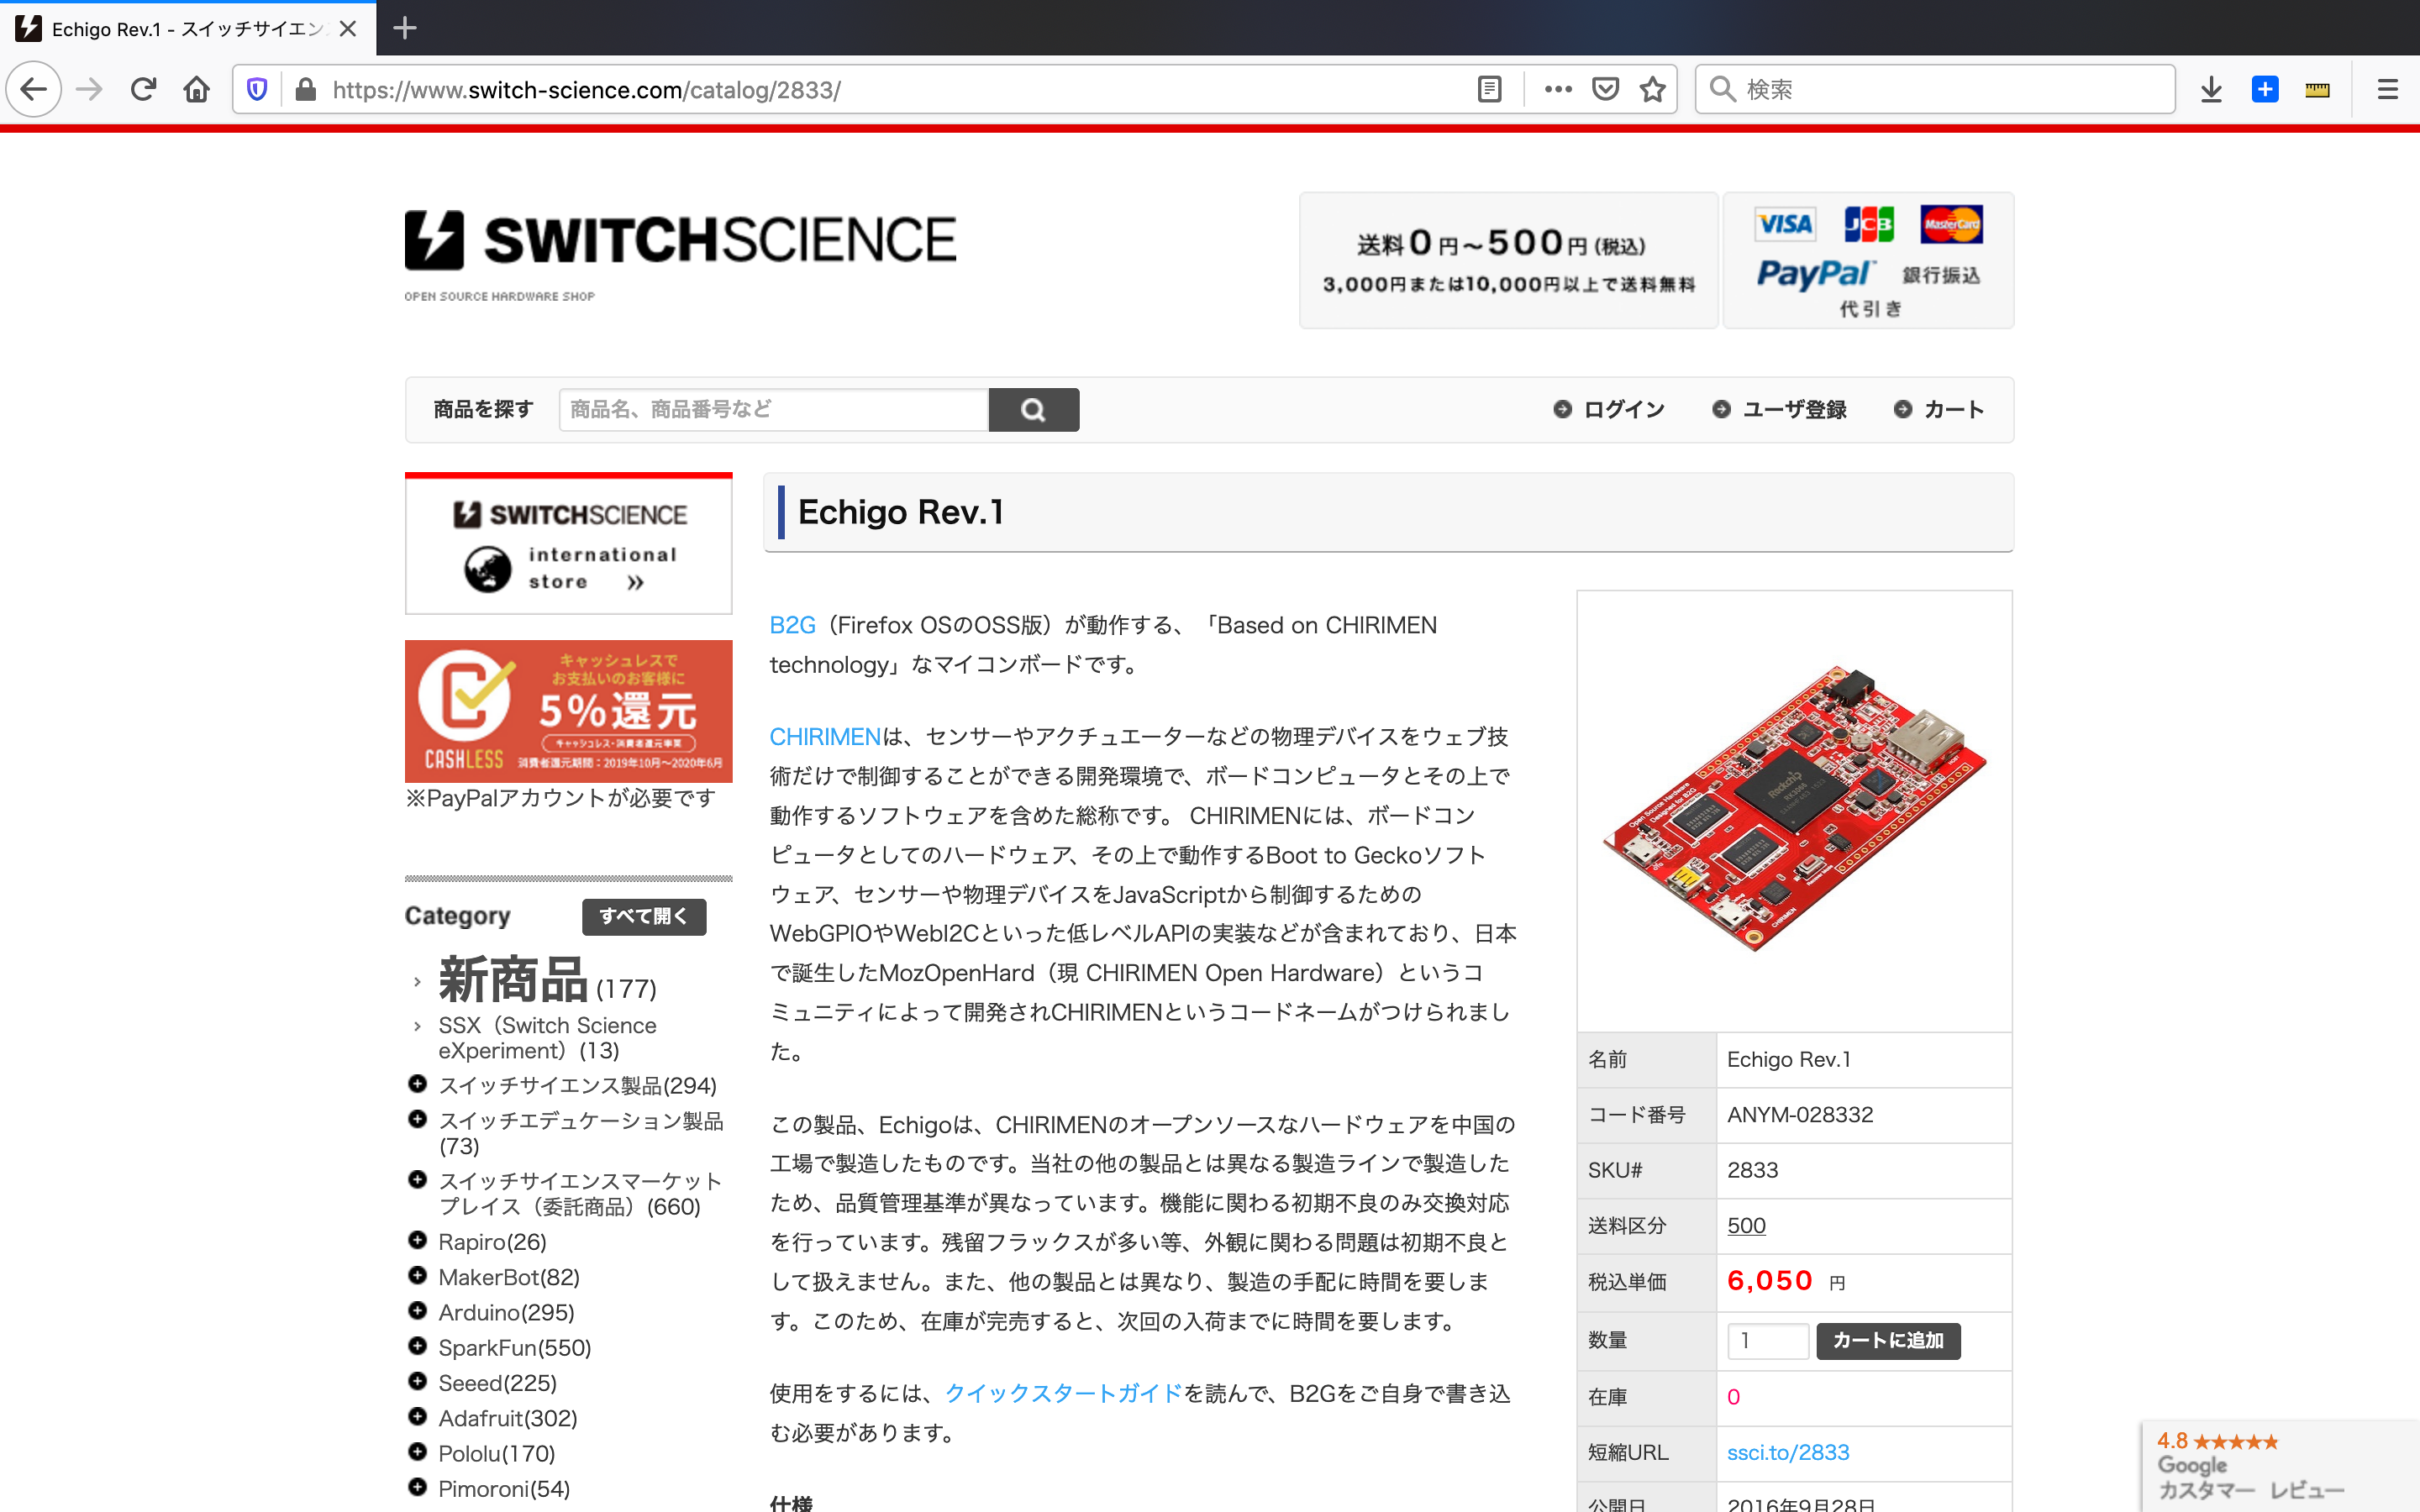 Echigo Rev.1 - スイッチサイエン
https://www.switch-science.com/catalog/2833/
検索
SWITCHSCIENCE
OPEN SOURCE HARDWARE SHOP
送料0円～500円(税込)
3,000円または10,000円以上で送料無料
VISA JCB MasterCard
PayPal 銀行振込
代引き
商品を探す
商品名、商品番号など
ログイン
ユーザ登録
カート
SWITCHSCIENCE
international
store »
キャッシュレスで
お支払いのお客様に
5%還元
キャッシュレス・消費者還元事業
CASHLESS
消費者還元期間：2019年10月〜2020年6月
※PayPalアカウントが必要です
Category
すべて開く
新商品(177)
SSX（Switch Science
eXperiment）(13)
スイッチサイエンス製品(294)
スイッチエデュケーション製品
(73)
スイッチサイエンスマーケット
プレイス（委託商品）(660)
Rapiro(26)
MakerBot(82)
Arduino(295)
SparkFun(550)
Seeed(225)
Adafruit(302)
Pololu(170)
Pimoroni(54)
Echigo Rev.1
B2G（Firefox OSのOSS版）が動作する、「Based on CHIRIMEN
technology」なマイコンボードです。
CHIRIMENは、センサーやアクチュエーターなどの物理デバイスをウェブ技
術だけで制御することができる開発環境で、ボードコンピュータとその上で
動作するソフトウェアを含めた総称です。 CHIRIMENには、ボードコン
ピュータとしてのハードウェア、その上で動作するBoot to Geckoソフト
ウェア、センサーや物理デバイスをJavaScriptから制御するための
WebGPIOやWebI2Cといった低レベルAPIの実装などが含まれており、日本
で誕生したMozOpenHard（現 CHIRIMEN Open Hardware）というコ
ミュニティによって開発されCHIRIMENというコードネームがつけられまし
た。
この製品、Echigoは、CHIRIMENのオープンソースなハードウェアを中国の
工場で製造したものです。当社の他の製品とは異なる製造ラインで製造した
ため、品質管理基準が異なっています。機能に関わる初期不良のみ交換対応
を行っています。残留フラックスが多い等、外観に関わる問題は初期不良と
して扱えません。また、他の製品とは異なり、製造の手配に時間を要しま
す。このため、在庫が完売すると、次回の入荷までに時間を要します。
使用をするには、クイックスタートガイドを読んで、B2Gをご自身で書き込
む必要があります。
仕様
Open Source Hardware
Designed for B2G
Rockchip
CHIRIMEN
名前 Echigo Rev.1
コード番号 ANYM-028332
SKU# 2833
送料区分 500
税込単価 6,050 円
数量 1 カートに追加
在庫 0
短縮URL ssci.to/2833
公開日 2016年9月28日
4.8 ★★★★★
Google
カスタマー レビュー